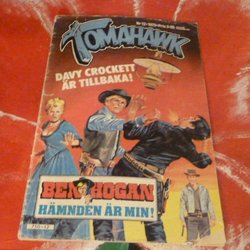 TOMAHAWK
DAVY CROCKETT
ÄR TILLBAKA!
BEN HOGAN
HÄMNDEN ÄR MIN!